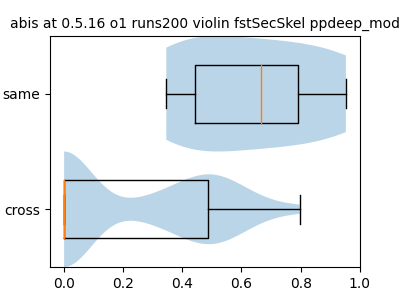 abis at 0.5.16 o1 runs200 violin fstSecSkel ppdeep_mod
same
cross
0.0 0.2 0.4 0.6 0.8 1.0